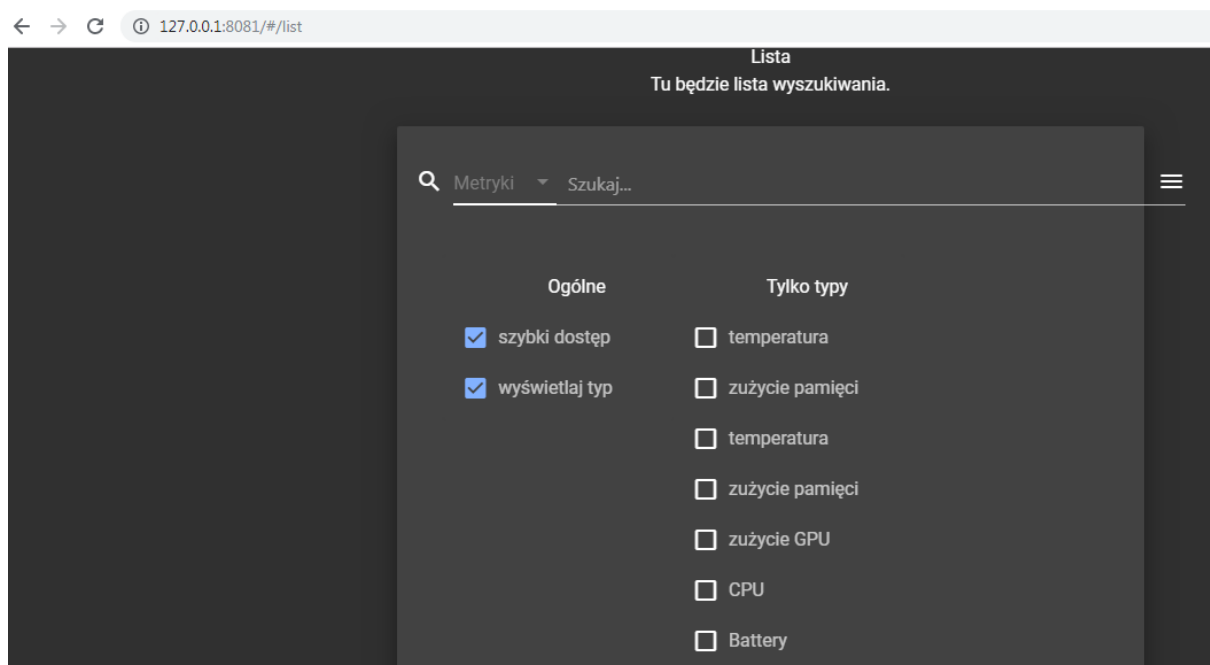 127.0.0.1:8081/#/list
Lista
Tu będzie lista wyszukiwania.
Metryki Szukaj...
Ogólne Tylko typy
szybki dostęp temperatura
wyświetlaj typ zużycie pamięci
temperatura
zużycie pamięci
zużycie GPU
CPU
Battery